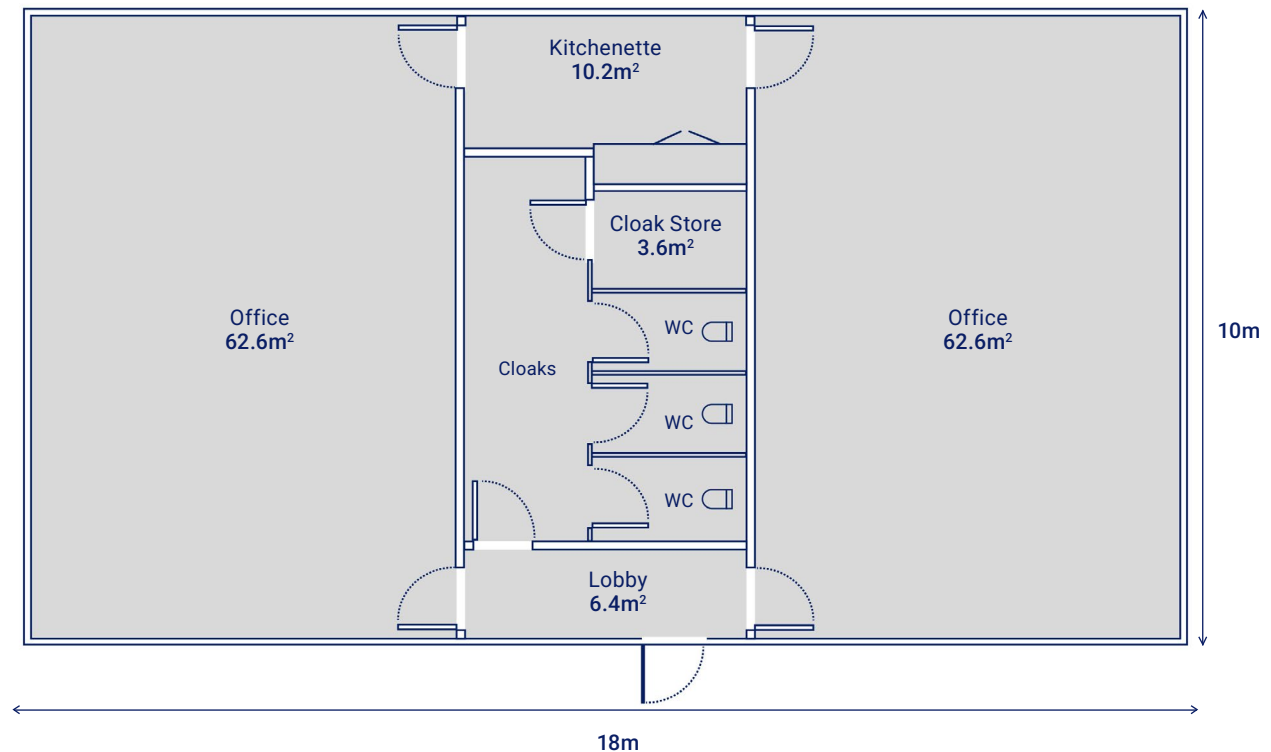 Kitchenette
10.2m²
Cloak Store
3.6m²
Office
62.6m²
WC
Office
62.6m²
10m
Cloaks
WC
WC
Lobby
6.4m²
18m